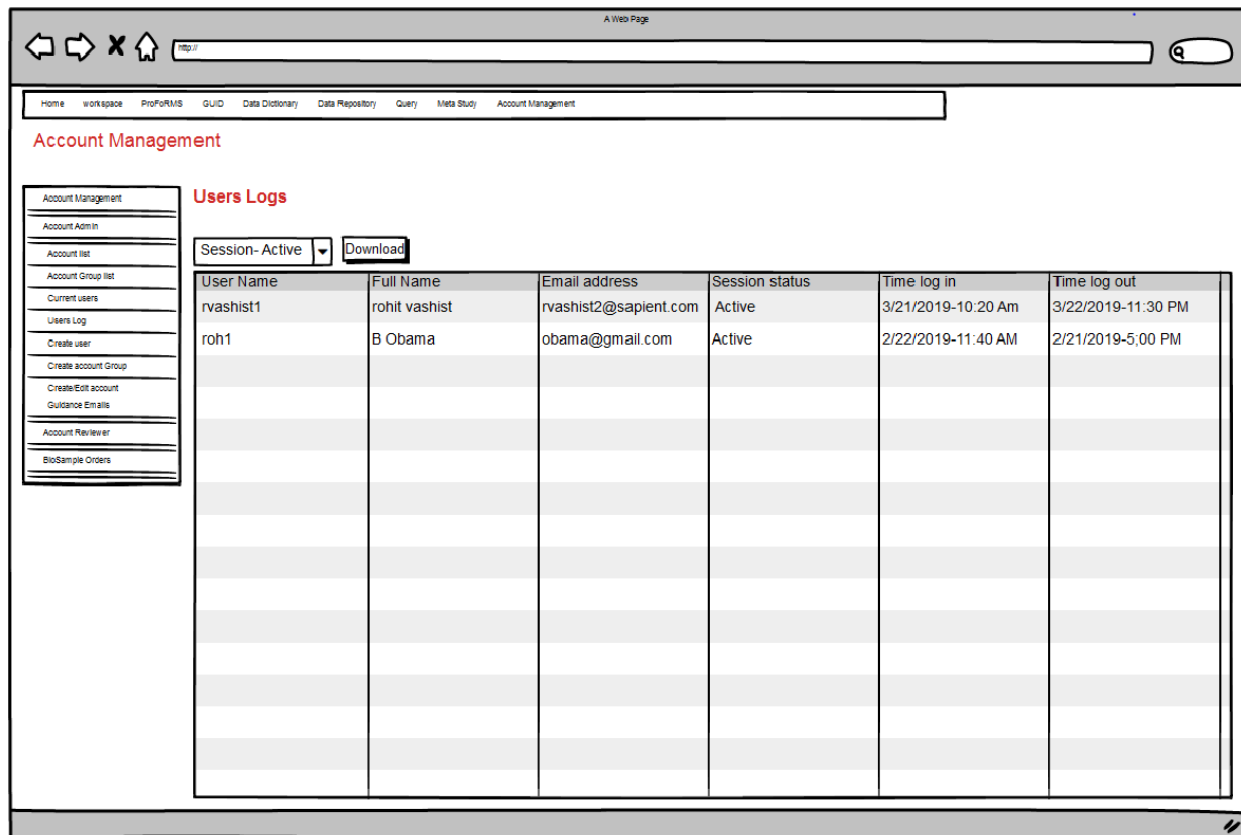 A Web Page
http://
Home workspace ProFoRMS GUID Data Dictionary Data Repository Query Meta Study Account Management
Account Management
Account Management
Account Admin
Account list
Account Group list
Current users
Users Log
Create user
Create account Group
Create/Edit account
Guidance Emails
Account Reviewer
BioSample Orders
Users Logs
Session- Active Download
User Name Full Name Email address Session status Time log in Time log out
rvashist1 rohit vashist rvashist2@sapient.com Active 3/21/2019-10:20 Am 3/22/2019-11:30 PM
roh1 B Obama obama@gmail.com Active 2/22/2019-11:40 AM 2/21/2019-5;00 PM